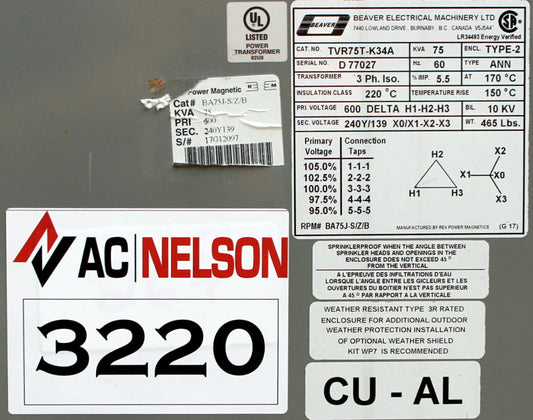 UL
LISTED
POWER
TRANSFORMER
82U8
BEAVER
BEAVER ELECTRICAL MACHINERY LTD
7440 LOWLAND DRIVE, BURNABY, B.C. CANADA V5J5A4
LR34493 Energy Verified
CAT. NO. TVR75T-K34A KVA 75 ENCL. TYPE-2
SERIAL NO. D 77027 Hz 60 TYPE ANN
TRANSFORMER 3 Ph. Iso. % IMP. 5.5 AT 170 °C
INSULATION CLASS 220 °C TEMPERATURE RISE 150 °C
PRI VOLTAGE 600 DELTA H1-H2-H3 BIL 10 KV
SEC. VOLTAGE 240Y/139 X0/X1-X2-X3 WT. 465 Lbs.
Primary Voltage Connection Taps
105.0% 1-1-1
102.5% 2-2-2
100.0% 3-3-3
97.5% 4-4-4
95.0% 5-5-5
H2
H1 H3
X2
X1 X0
X3
RPM# BA75J-S/Z/B MANUFACTURED BY REX POWER MAGNETICS (G 17)
Power Magnetic
Cat# BA75J-S/Z/B
KVA 75
PRI 600
SEC. 240Y139
S/# 17G12097
AC|NELSON
3220
SPRINKLERPROOF WHEN THE ANGLE BETWEEN
SPRINKLER HEADS AND OPENINGS IN THE
ENCLOSURE DOES NOT EXCEED 45°
FROM THE VERTICAL
A L'EPREUVE DES INFILTRATIONS D'EAU
LORSQUE L'ANGLE ENTRE LES GICLEURS ET LES
OUVERTURES DU BOITIER N'EST PAS SUPERIEUR
A 45° PAR RAPPORT A LA VERTICALE
WEATHER RESISTANT TYPE 3R RATED
ENCLOSURE FOR ADDITIONAL OUTDOOR
WEATHER PROTECTION INSTALLATION
OF OPTIONAL WEATHER SHIELD
KIT WP7 IS RECOMMENDED
CU - AL